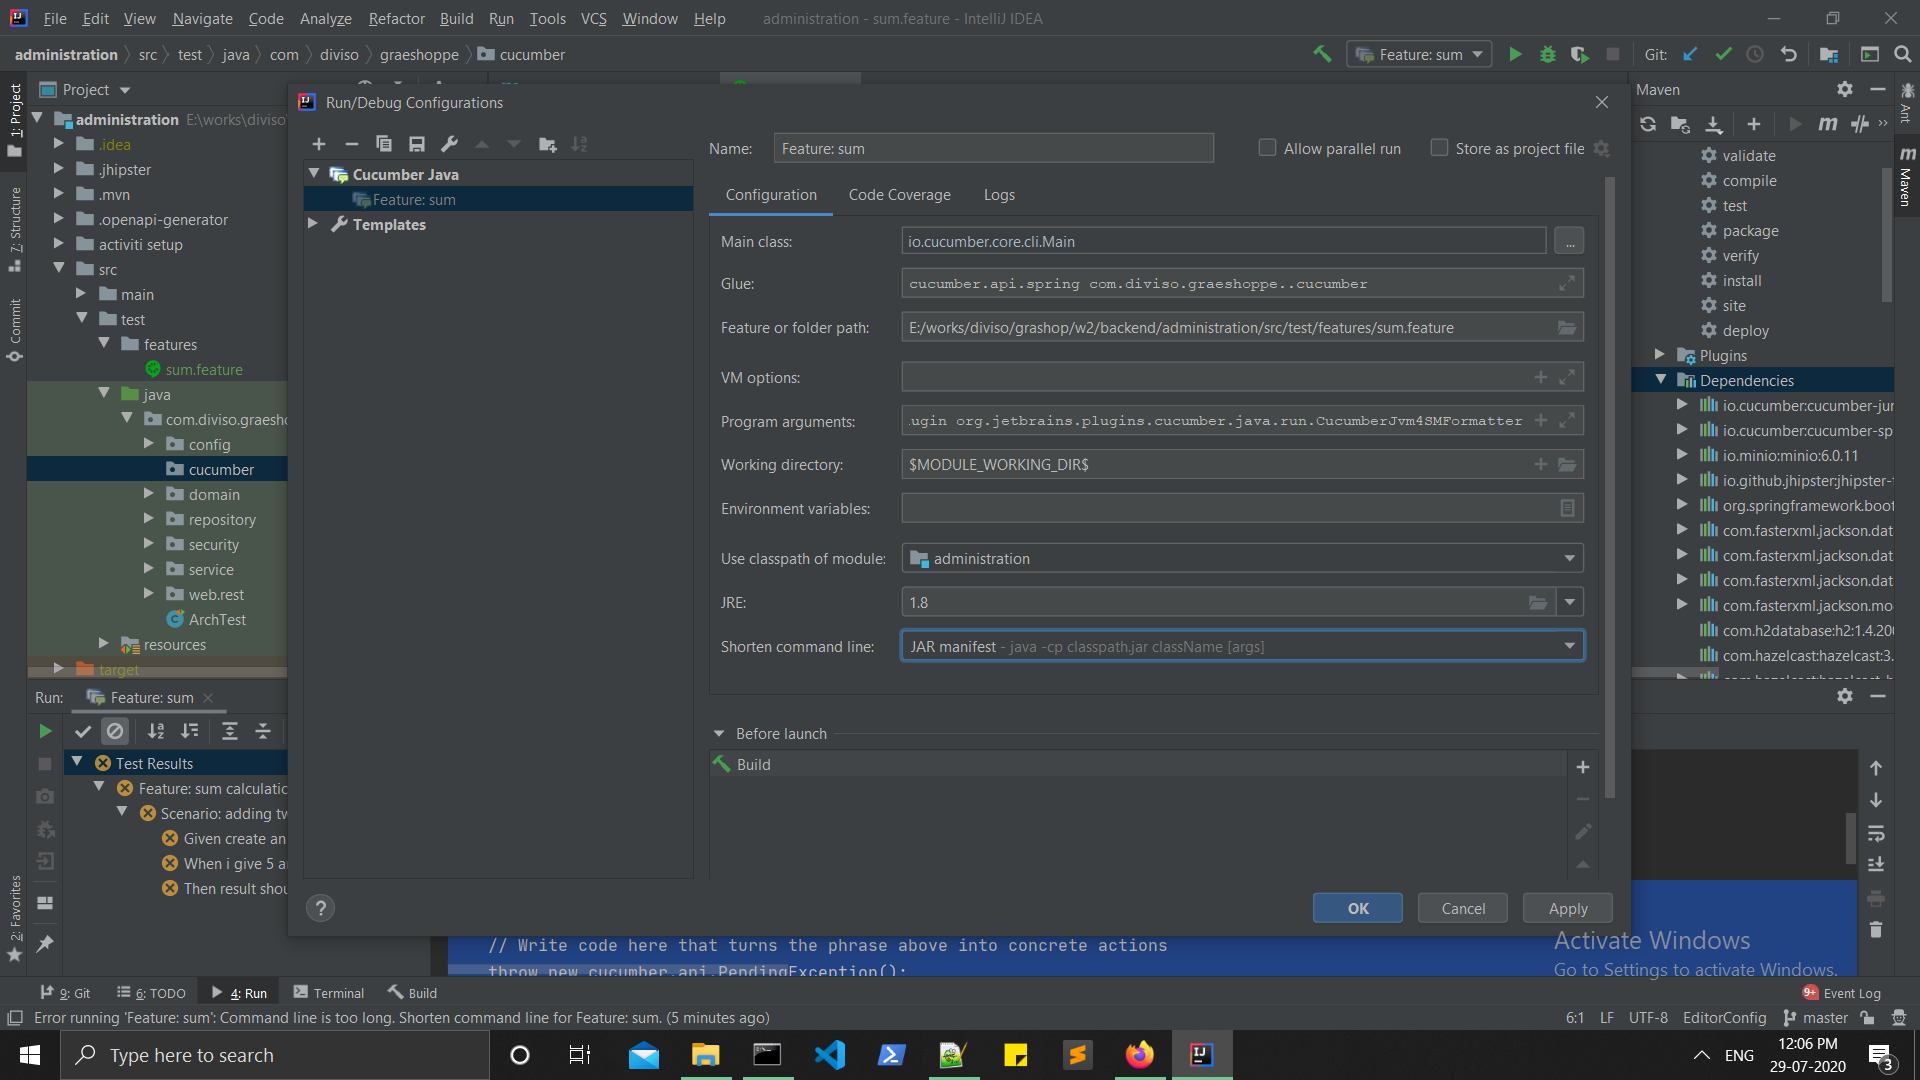 File Edit View Navigate Code Analyze Refactor Build Run Tools VCS Window Help administration - sum.feature - IntelliJ IDEA
administration src test java com diviso graeshoppe cucumber Feature: sum Git:
Project
Run/Debug Configurations
Maven
1: Project
7: Structure
Commit
2: Favorites
Ant
Maven
administration E:\works\diviso
.idea
.jhipster
.mvn
.openapi-generator
activiti setup
src
main
test
features
sum.feature
java
com.diviso.graesho
config
cucumber
domain
repository
security
service
web.rest
ArchTest
resources
target
Cucumber Java
Feature: sum
Templates
Name: Feature: sum Allow parallel run Store as project file
Configuration Code Coverage Logs
Main class: io.cucumber.core.cli.Main ...
Glue: cucumber.api.spring com.diviso.graeshoppe..cucumber
Feature or folder path: E:/works/diviso/grashop/w2/backend/administration/src/test/features/sum.feature
VM options:
Program arguments: ugin org.jetbrains.plugins.cucumber.java.run.CucumberJvm4SMFormatter
Working directory: $MODULE_WORKING_DIR$
Environment variables:
Use classpath of module: administration
JRE: 1.8
Shorten command line: JAR manifest - java -cp classpath.jar className [args]
Before launch
Build
? OK Cancel Apply
validate
compile
test
package
verify
install
site
deploy
Plugins
Dependencies
io.cucumber:cucumber-jur
io.cucumber:cucumber-sp
io.minio:minio:6.0.11
io.github.jhipster:jhipster-
org.springframework.boot
com.fasterxml.jackson.dat
com.fasterxml.jackson.dat
com.fasterxml.jackson.dat
com.fasterxml.jackson.mo
com.h2database:h2:1.4.200
com.hazelcast:hazelcast:3.
Run: Feature: sum
Test Results
Feature: sum calculatio
Scenario: adding tw
Given create an
When i give 5 a
Then result shou
// Write code here that turns the phrase above into concrete actions
throw new cucumber.api.PendingException();
Activate Windows
Go to Settings to activate Windows.
9: Git 6: TODO 4: Run Terminal Build 9+ Event Log
Error running 'Feature: sum': Command line is too long. Shorten command line for Feature: sum. (5 minutes ago) 6:1 LF UTF-8 EditorConfig master
Type here to search ENG 12:06 PM
29-07-2020 3